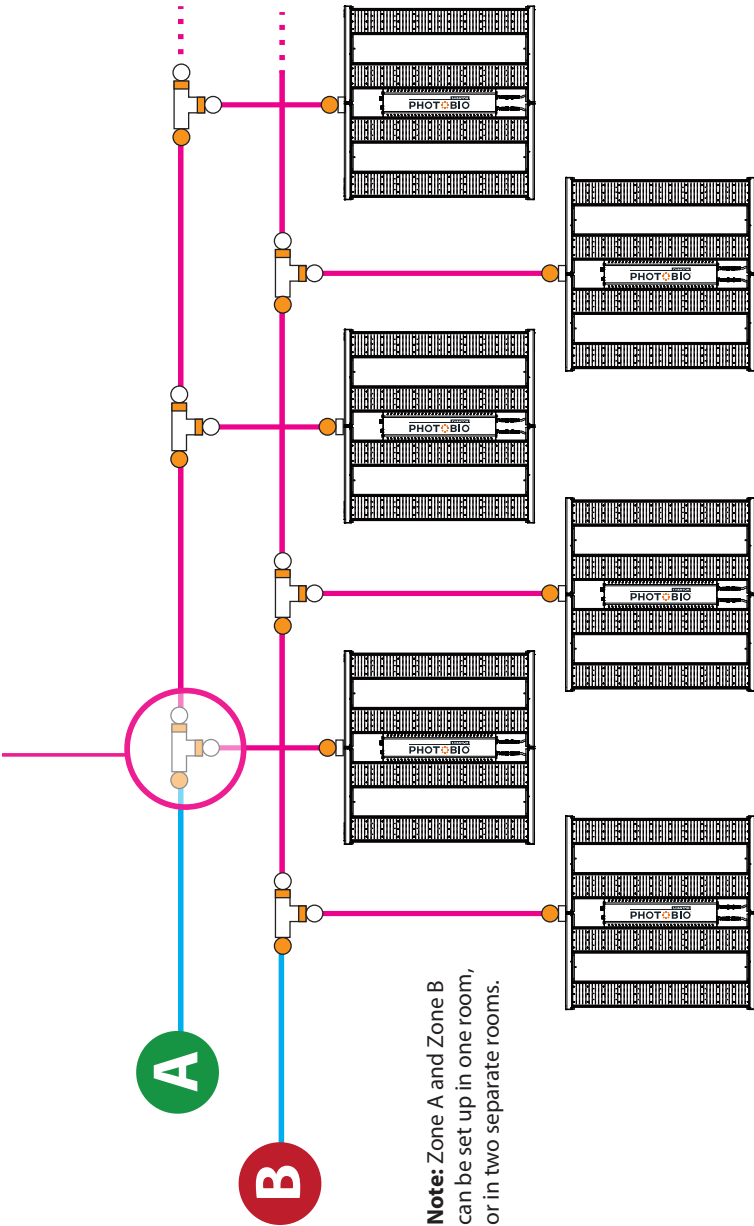 A
B
Note: Zone A and Zone B
can be set up in one room,
or in two separate rooms.
PHOTOBIO
PHOTOBIO
PHOTOBIO
PHOTOBIO
PHOTOBIO
PHOTOBIO